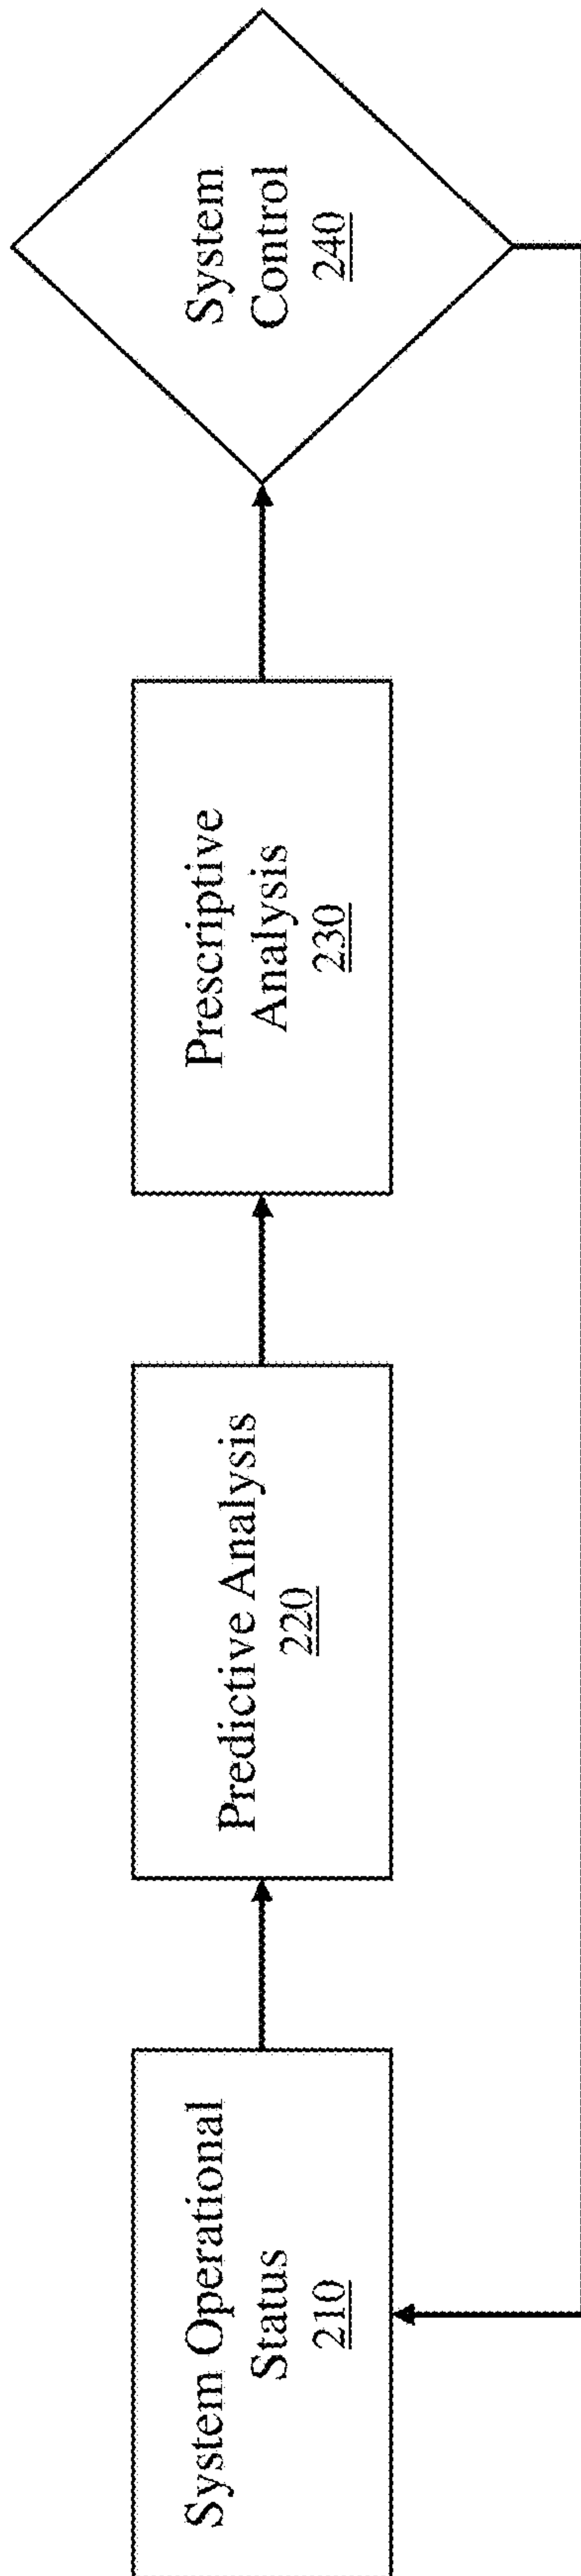 System Operational
Status
210
Predictive Analysis
220
Prescriptive
Analysis
230
System
Control
240